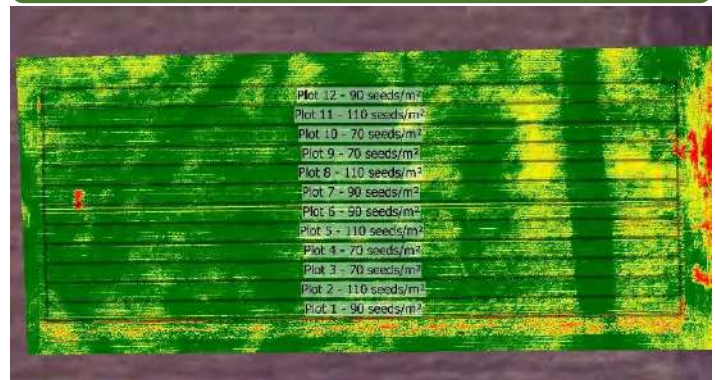 Plot 12 - 90 seeds/m²
Plot 11 - 110 seeds/m²
Plot 10 - 70 seeds/m²
Plot 9 - 70 seeds/m²
Plot 8 - 110 seeds/m²
Plot 7 - 90 seeds/m²
Plot 6 - 90 seeds/m²
Plot 5 - 110 seeds/m²
Plot 4 - 70 seeds/m²
Plot 3 - 70 seeds/m²
Plot 2 - 110 seeds/m²
Plot 1 - 90 seeds/m²